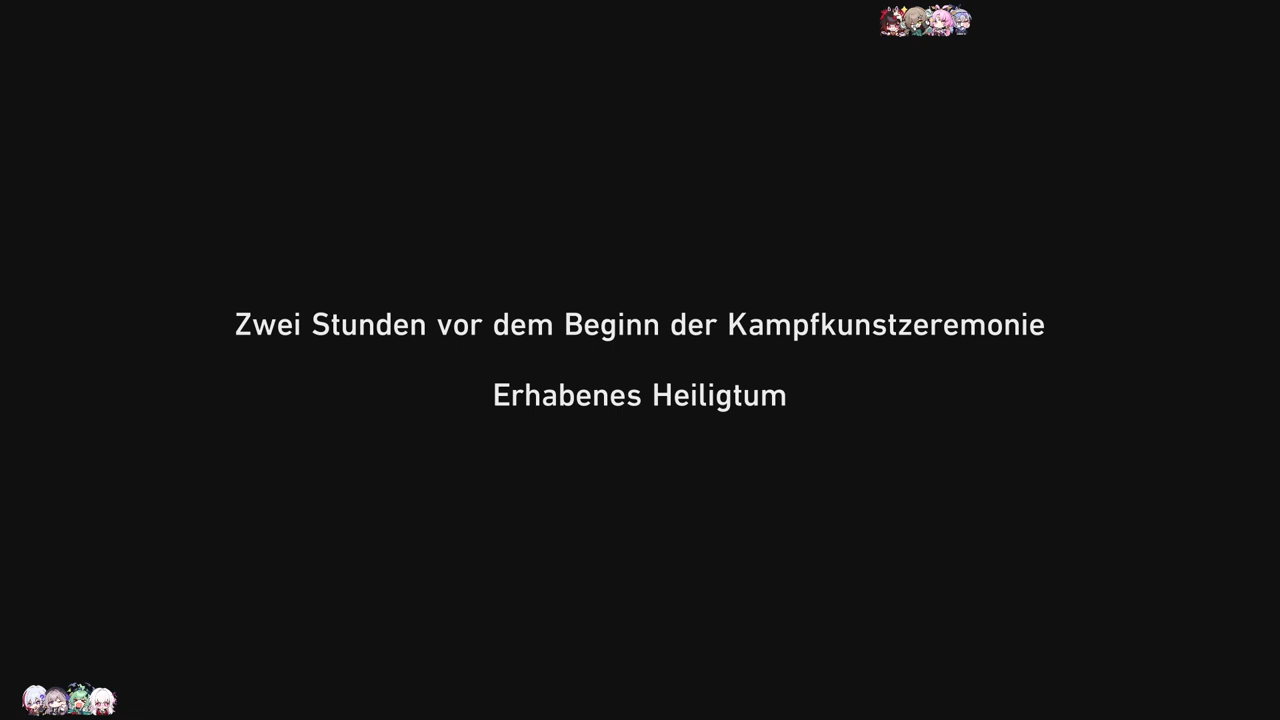 Zwei Stunden vor dem Beginn der Kampfkunstzeremonie
Erhabenes Heiligtum